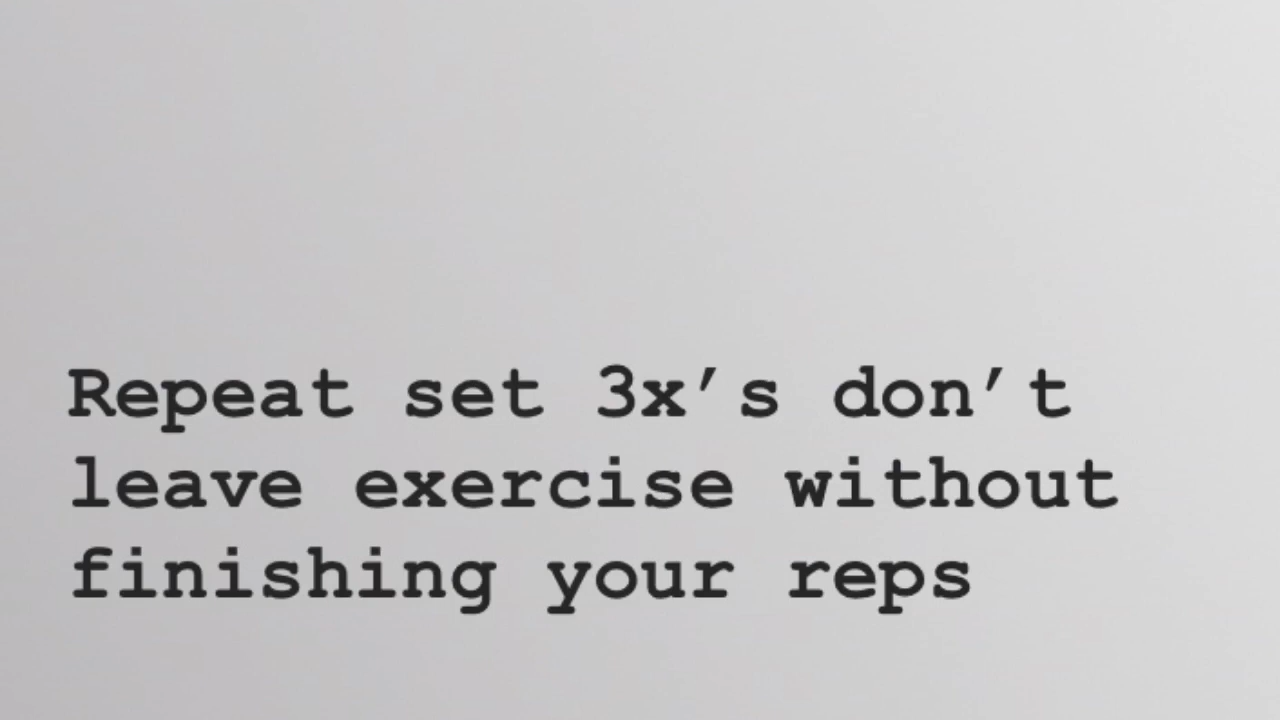 Repeat set 3x’s don’t
leave exercise without
finishing your reps